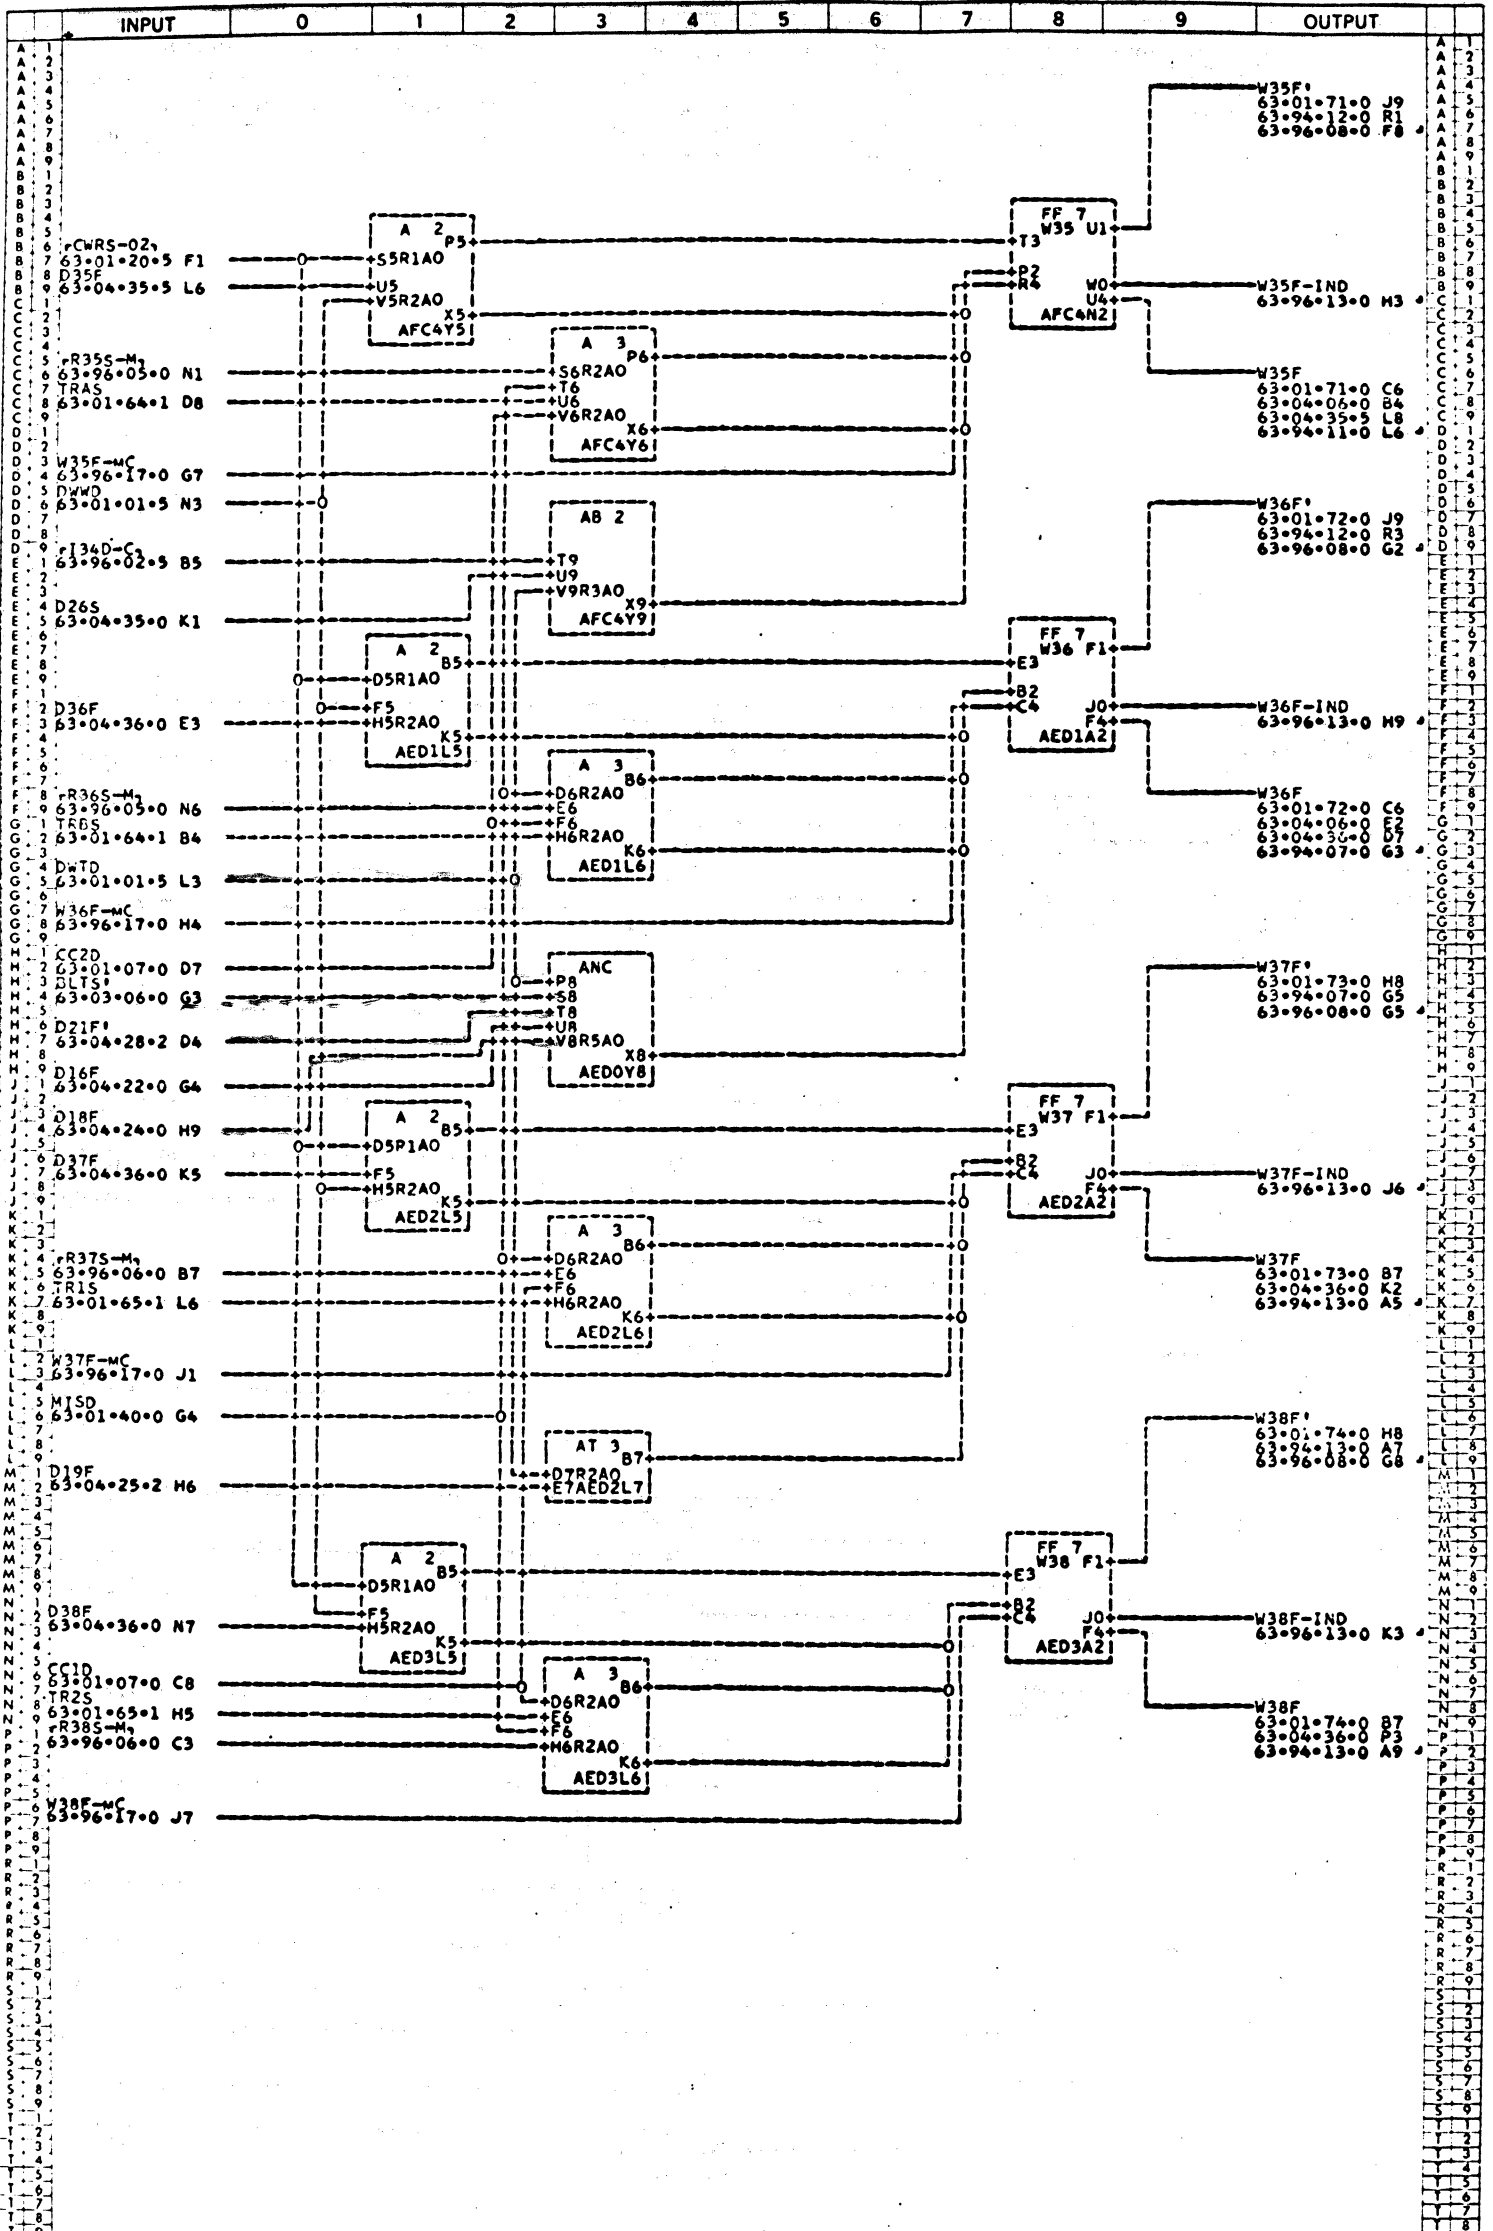 INPUT 0 1 2 3 4 5 6 7 8 9 OUTPUT
W35F'
63•01•71•0 J9
63•94•12•0 R1
63•96•08•0 F8
rCWRS-02┐
63•01•20•5 F1
D35F
63•04•35•5 L6
A 2
P5
S5R1AO
U5
V5R2AO
X5
AFC4Y5
FF 7
W35 U1
T3
P2
R4
W0
U4
AFC4N2
W35F-IND
63•96•13•0 H3
rR35S-M┐
63•96•05•0 N1
TRAS
63•01•64•1 D8
A 3
P6
S6R2AO
T6
U6
V6R2AO
X6
AFC4Y6
W35F
63•01•71•0 C6
63•04•06•0 B4
63•04•35•5 L8
63•94•11•0 L6
W35F-MC
63•96•17•0 G7
DWWD
63•01•01•5 N3
W36F'
63•01•72•0 J9
63•94•12•0 R3
63•96•08•0 G2
rI34D-C┐
63•96•02•5 B5
D26S
63•04•35•0 K1
AB 2
T9
U9
V9R3AO
X9
AFC4Y9
A 2
B5
D5R1AO
F5
H5R2AO
K5
AED1L5
FF 7
W36 F1
E3
B2
C4
J0
F4
AED1A2
D36F
63•04•36•0 E3
W36F-IND
63•96•13•0 H9
rR36S-M┐
63•96•05•0 N6
TRBS
63•01•64•1 B4
A 3
B6
D6R2AO
E6
F6
H6R2AO
K6
AED1L6
W36F
63•01•72•0 C6
63•04•06•0 E2
63•04•36•0 D7
63•94•07•0 G3
DWTD
63•01•01•5 L3
W36F-MC
63•96•17•0 H4
CC2D
63•01•07•0 D7
BLTS'
63•03•06•0 G3
D21F'
63•04•28•2 D4
D16F
63•04•22•0 G4
ANC
P8
S8
T8
U8
V8R5AO
X8
AED0Y8
W37F'
63•01•73•0 H8
63•94•07•0 G5
63•96•08•0 G5
D18F
63•04•24•0 H9
D37F
63•04•36•0 K5
A 2
B5
D5P1AO
F5
H5R2AO
K5
AED2L5
FF 7
W37 F1
E3
B2
C4
J0
F4
AED2A2
W37F-IND
63•96•13•0 J6
rR37S-M┐
63•96•06•0 B7
TR1S
63•01•65•1 L6
A 3
B6
D6R2AO
E6
F6
H6R2AO
K6
AED2L6
W37F
63•01•73•0 B7
63•04•36•0 K2
63•94•13•0 A5
W37F-MC
63•96•17•0 J1
MISD
63•01•40•0 G4
D19F
63•04•25•2 H6
AT 3
B7
D7R2AO
E7AED2L7
W38F'
63•01•74•0 H8
63•94•13•0 A7
63•96•08•0 G8
A 2
B5
D5R1AO
F5
H5R2AO
K5
AED3L5
FF 7
W38 F1
E3
B2
C4
J0
F4
AED3A2
D38F
63•04•36•0 N7
W38F-IND
63•96•13•0 K3
CC1D
63•01•07•0 C8
TR2S
63•01•65•1 H5
rR38S-M┐
63•96•06•0 C3
A 3
B6
D6R2AO
E6
F6
H6R2AO
K6
AED3L6
W38F
63•01•74•0 B7
63•04•36•0 P3
63•94•13•0 A9
W38F-MC
63•96•17•0 J7